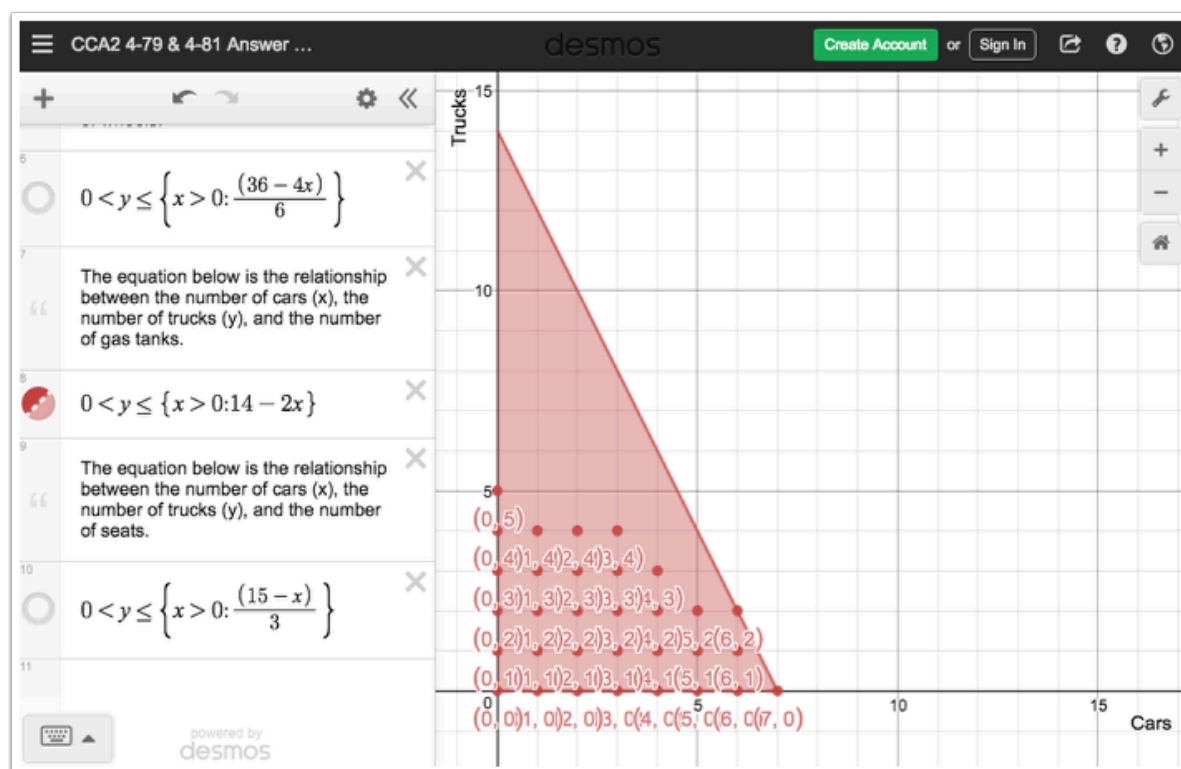 CCA2 4-79 & 4-81 Answer ...
desmos
Create Account or Sign In
6
0 < y ≤ {x > 0: (36 − 4x)/6}
7
The equation below is the relationship
between the number of cars (x), the
number of trucks (y), and the number
of gas tanks.
8
0 < y ≤ {x > 0:14 − 2x}
9
The equation below is the relationship
between the number of cars (x), the
number of trucks (y), and the number
of seats.
10
0 < y ≤ {x > 0: (15 − x)/3}
11
powered by
desmos
Trucks
15
10
5
(0, 5)
(0, 4)1, 4)2, 4)3, 4)
(0, 3)1, 3)2, 3)3, 3)4, 3)
(0, 2)1, 2)2, 2)3, 2)4, 2)5, 2(6, 2)
(0, 1)1, 1)2, 1)3, 1)4, 1(5, 1(6, 1)
0 5 10 15
(0, 0)1, 0)2, 0)3, 0(4, 0(5, 0(6, 0(7, 0)
Cars